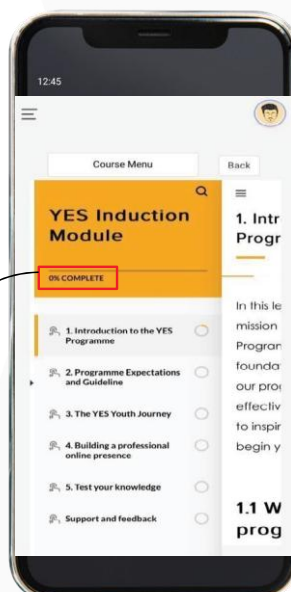 12:45
Course Menu
Back
YES Induction
Module
0% COMPLETE
1. Introduction to the YES
Programme
2. Programme Expectations
and Guideline
3. The YES Youth Journey
4. Building a professional
online presence
5. Test your knowledge
Support and feedback
1. Intr
Progr
In this le
mission
Program
founda
our pro
effectiv
to inspir
begin y
1.1 W
prog